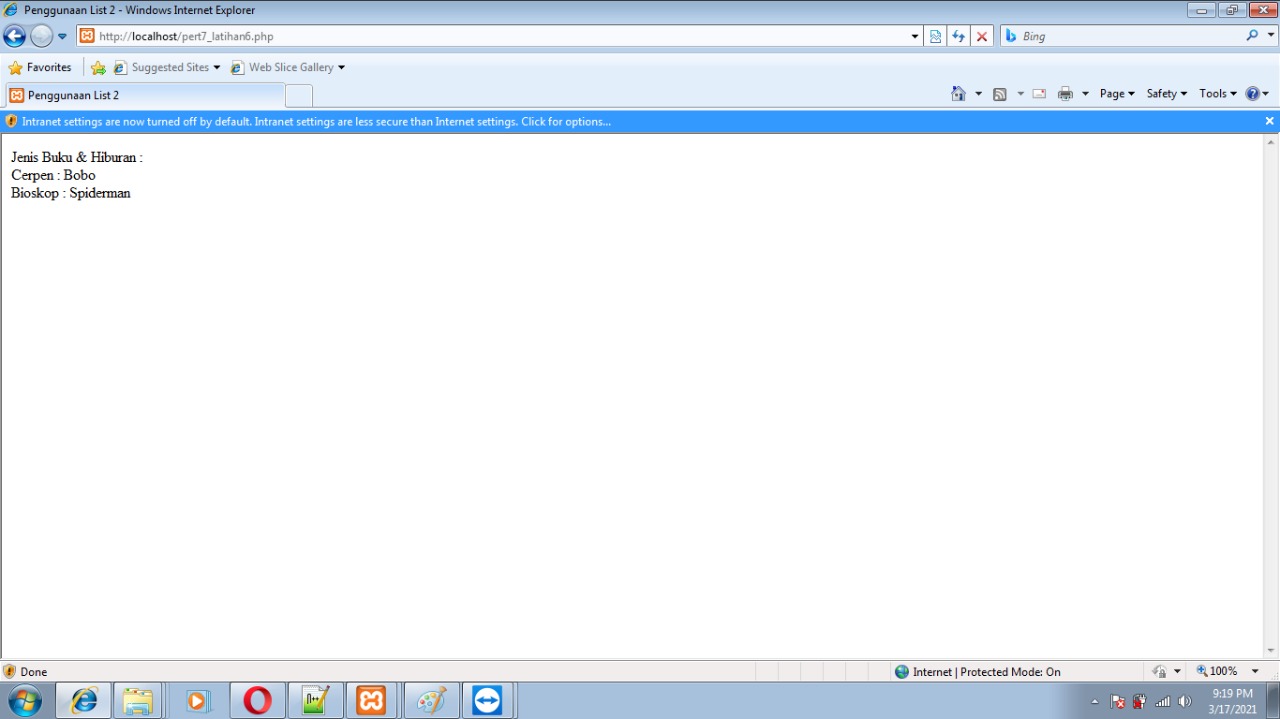 Penggunaan List 2 - Windows Internet Explorer
http://localhost/pert7_latihan6.php
Bing
Favorites
Suggested Sites
Web Slice Gallery
Penggunaan List 2
Page
Safety
Tools
Intranet settings are now turned off by default. Intranet settings are less secure than Internet settings. Click for options...
Jenis Buku & Hiburan :
Cerpen : Bobo
Bioskop : Spiderman
Done
Internet | Protected Mode: On
100%
9:19 PM
3/17/2021